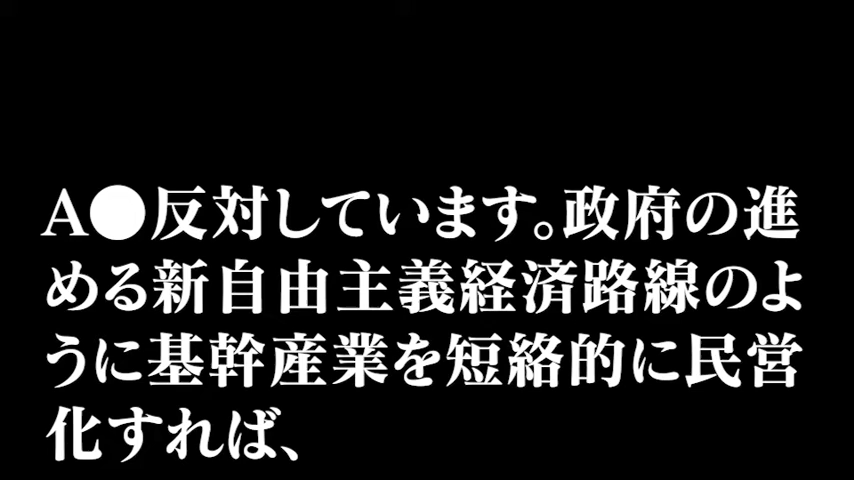 A●反対しています。政府の進
める新自由主義経済路線のよ
うに基幹産業を短絡的に民営
化すれば、